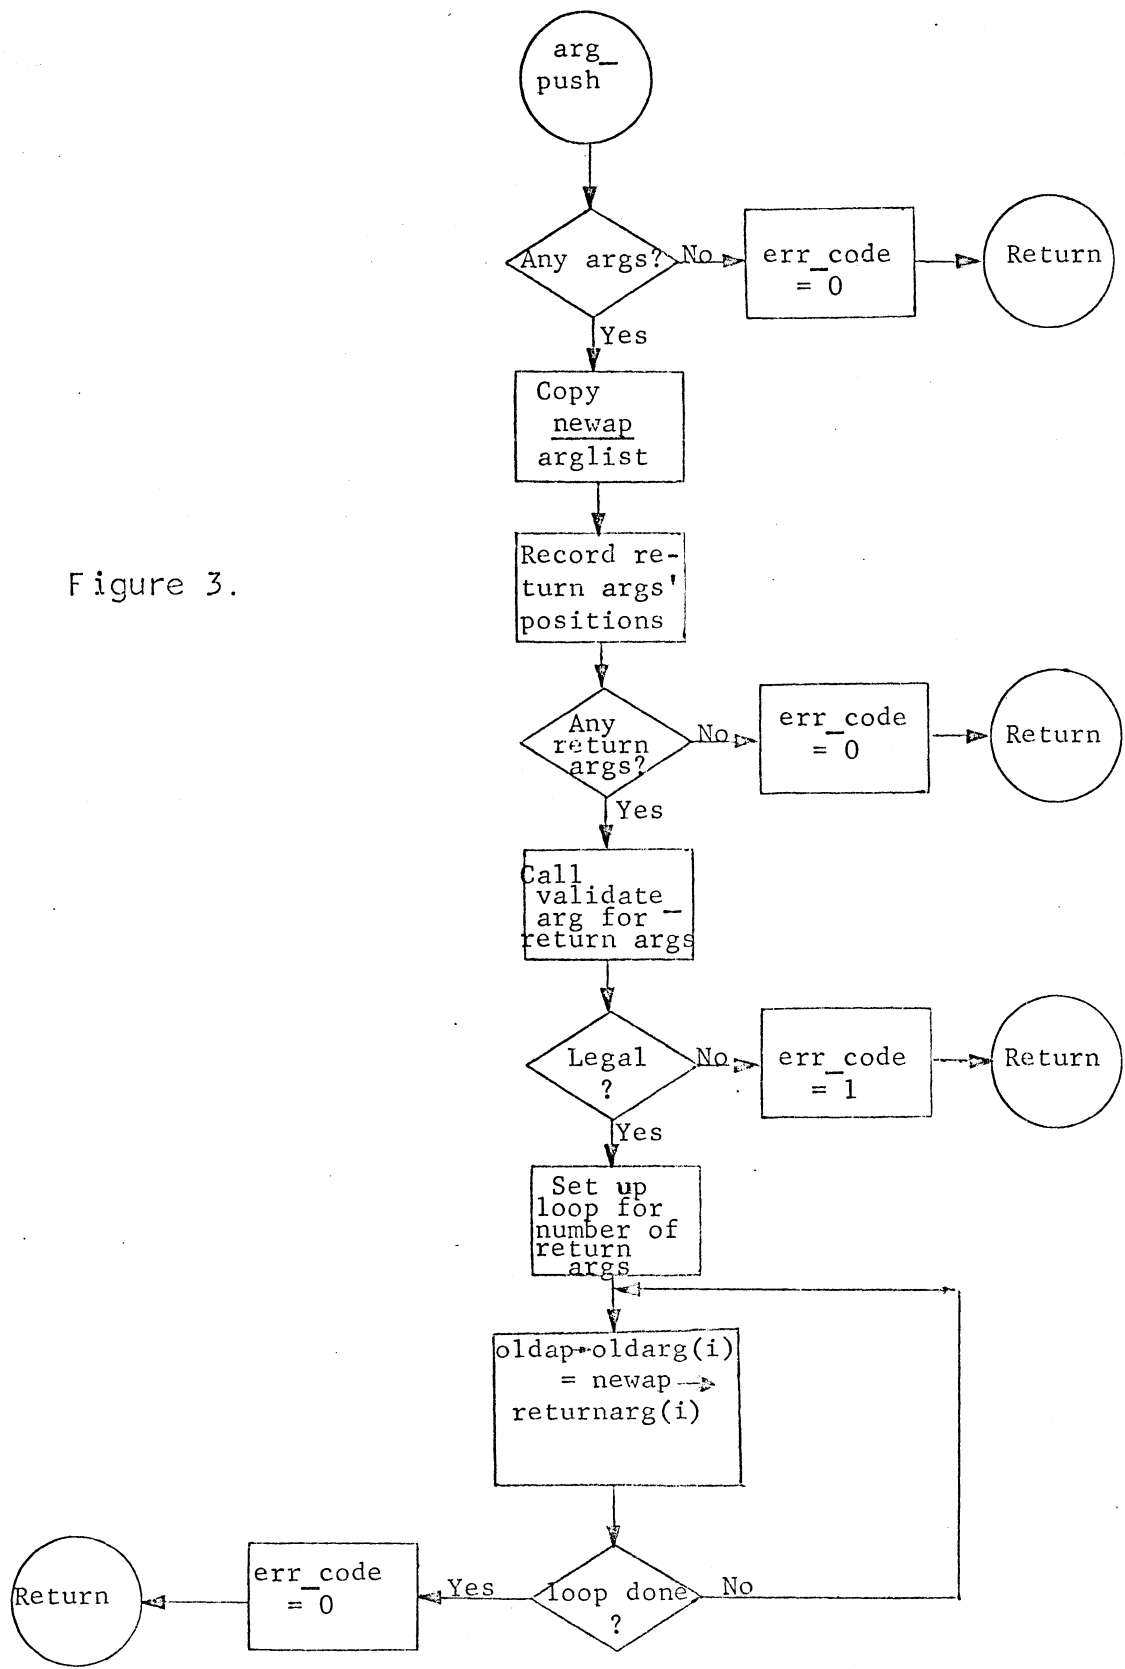 arg_
push
Any args?
No
err_code
= 0
Return
Yes
Copy
newap
arglist
Record re-
turn args'
positions
Figure 3.
Any
return
args?
No
err_code
= 0
Return
Yes
Call
validate_
arg for
return args
Legal
?
No
err_code
= 1
Return
Yes
Set up
loop for
number of
return
args
oldap→oldarg(i)
= newap→
returnarg(i)
loop done
?
No
Yes
err_code
= 0
Return